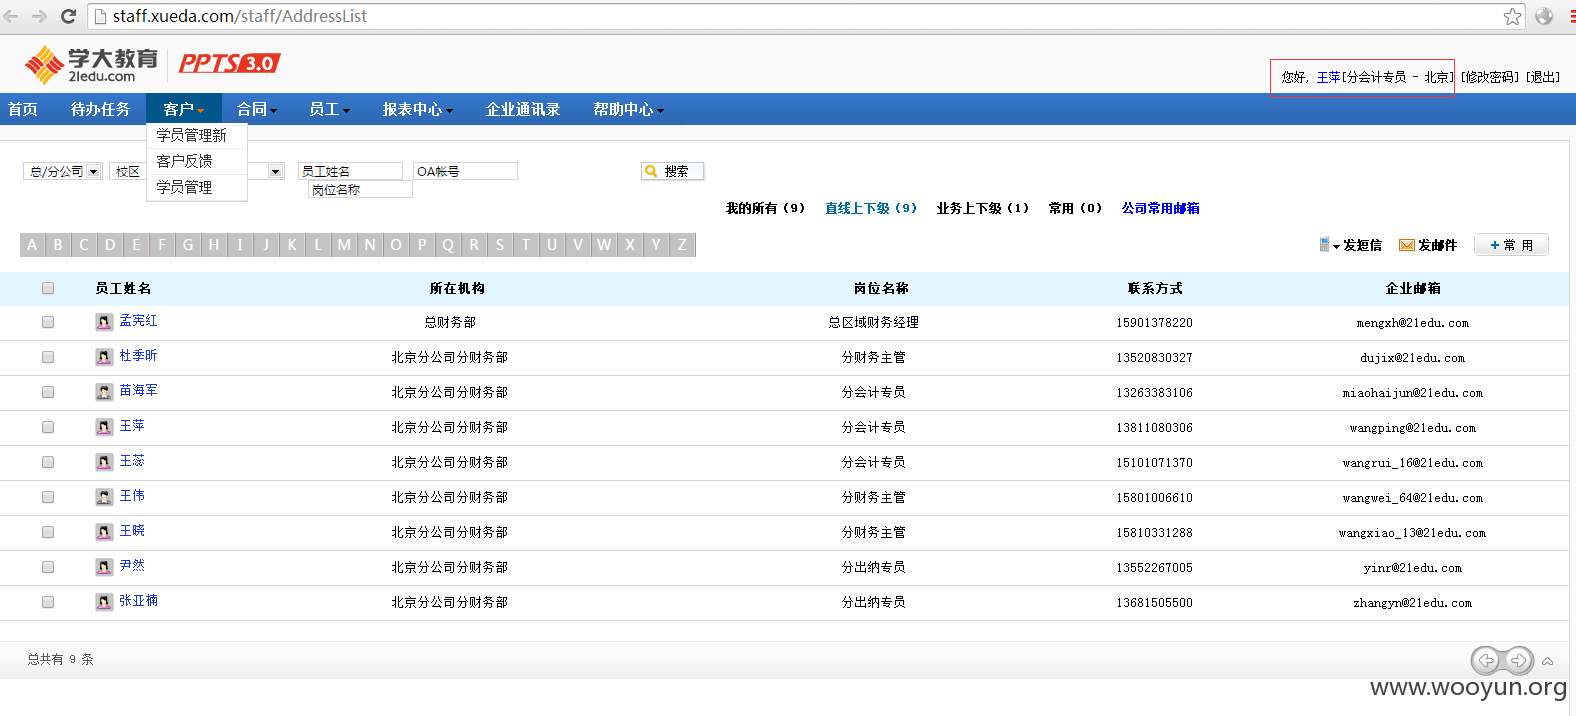 staff.xueda.com/staff/AddressList
学大教育
21edu.com
PPTS 3.0
您好, 王萍[分会计专员 - 北京] [修改密码] [退出]
首页 待办任务 客户 合同 员工 报表中心 企业通讯录 帮助中心
学员管理新
客户反馈
学员管理
总/分公司 校区 员工姓名 OA帐号 搜索
岗位名称
我的所有 (9) 直线上下级 (9) 业务上下级 (1) 常用 (0) 公司常用邮箱
A B C D E F G H I J K L M N O P Q R S T U V W X Y Z
发短信 发邮件 +常 用
员工姓名 所在机构 岗位名称 联系方式 企业邮箱
孟宪红 总财务部 总区域财务经理 15901378220 mengxh@21edu.com
杜季昕 北京分公司分财务部 分财务主管 13520830327 dujix@21edu.com
苗海军 北京分公司分财务部 分会计专员 13263383106 miaohaijun@21edu.com
王萍 北京分公司分财务部 分会计专员 13811080306 wangping@21edu.com
王蕊 北京分公司分财务部 分会计专员 15101071370 wangrui_16@21edu.com
王伟 北京分公司分财务部 分财务主管 15801006610 wangwei_64@21edu.com
王晓 北京分公司分财务部 分财务主管 15810331288 wangxiao_13@21edu.com
尹然 北京分公司分财务部 分出纳专员 13552267005 yinr@21edu.com
张亚楠 北京分公司分财务部 分出纳专员 13681505500 zhangyn@21edu.com
总共有 9 条
www.wooyun.org